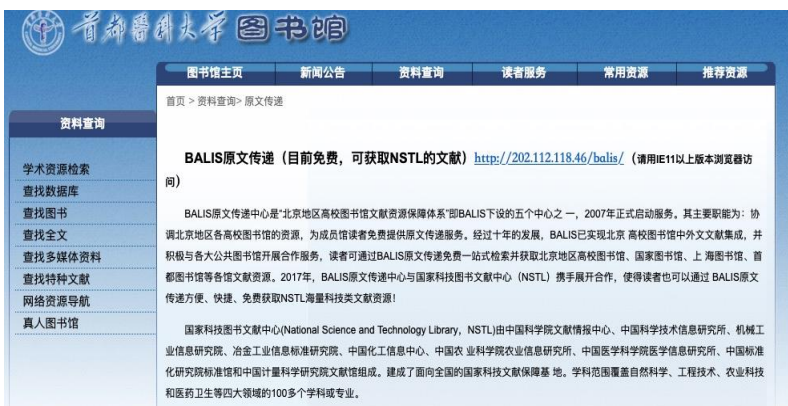 首都醫科大学 图书馆
图书馆主页 新闻公告 资料查询 读者服务 常用资源 推荐资源
首页 > 资料查询> 原文传递
资料查询
学术资源检索
查找数据库
查找图书
查找全文
查找多媒体资料
查找特种文献
网络资源导航
真人图书馆
BALIS原文传递（目前免费，可获取NSTL的文献）http://202.112.118.46/balis/（请用IE11以上版本浏览器访
问）
BALIS原文传递中心是“北京地区高校图书馆文献资源保障体系”即BALIS下设的五个中心之 一，2007年正式启动服务。其主要职能为：协
调北京地区各高校图书馆的资源，为成员馆读者免费提供原文传递服务。经过十年的发展，BALIS已实现北京 高校图书馆中外文文献集成，并
积极与各大公共图书馆开展合作服务，读者可通过BALIS原文传递免费一站式检索并获取北京地区高校图书馆、国家图书馆、上 海图书馆、首
都图书馆等各馆文献资源。2017年，BALIS原文传递中心与国家科技图书文献中心（NSTL）携手展开合作，使得读者也可以通过 BALIS原文
传递方便、快捷、免费获取NSTL海量科技类文献资源！
国家科技图书文献中心(National Science and Technology Library，NSTL)由中国科学院文献情报中心、中国科学技术信息研究所、机械工
业信息研究院、冶金工业信息标准研究院、中国化工信息中心、中国农 业科学院农业信息研究所、中国医学科学院医学信息研究所、中国标准
化研究院标准馆和中国计量科学研究院文献馆组成。建成了面向全国的国家科技文献保障基 地。学科范围覆盖自然科学、工程技术、农业科技
和医药卫生等四大领域的100多个学科或专业。